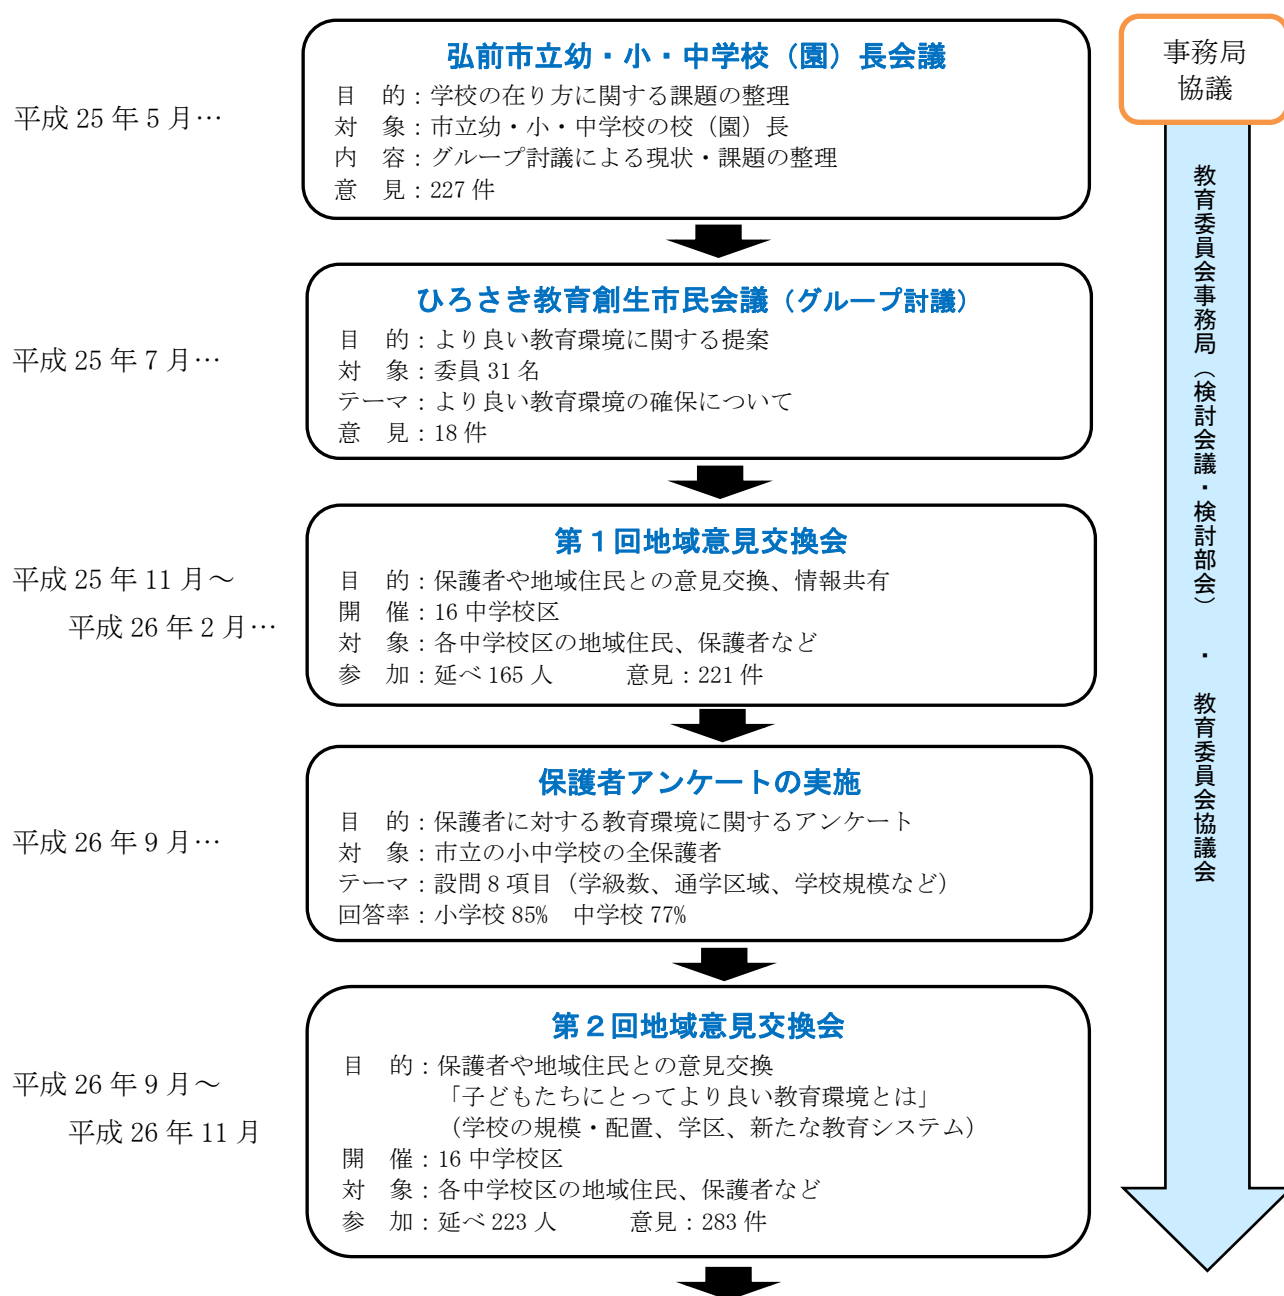 弘前市立幼・小・中学校（園）長会議
平成 25 年 5 月…
目　的：学校の在り方に関する課題の整理
対　象：市立幼・小・中学校の校（園）長
内　容：グループ討議による現状・課題の整理
意　見：227 件
ひろさき教育創生市民会議（グループ討議）
平成 25 年 7 月…
目　的：より良い教育環境に関する提案
対　象：委員 31 名
テーマ：より良い教育環境の確保について
意　見：18 件
第１回地域意見交換会
平成 25 年 11 月～
平成 26 年 2 月…
目　的：保護者や地域住民との意見交換、情報共有
開　催：16 中学校区
対　象：各中学校区の地域住民、保護者など
参　加：延べ 165 人　　　意見：221 件
保護者アンケートの実施
平成 26 年 9 月…
目　的：保護者に対する教育環境に関するアンケート
対　象：市立の小中学校の全保護者
テーマ：設問 8 項目（学級数、通学区域、学校規模など）
回答率：小学校 85%　中学校 77%
第２回地域意見交換会
平成 26 年 9 月～
平成 26 年 11 月
目　的：保護者や地域住民との意見交換
「子どもたちにとってより良い教育環境とは」
（学校の規模・配置、学区、新たな教育システム）
開　催：16 中学校区
対　象：各中学校区の地域住民、保護者など
参　加：延べ 223 人　　　意見：283 件
事務局
協議
教育委員会事務局（検討会議・検討部会）　・　教育委員会協議会